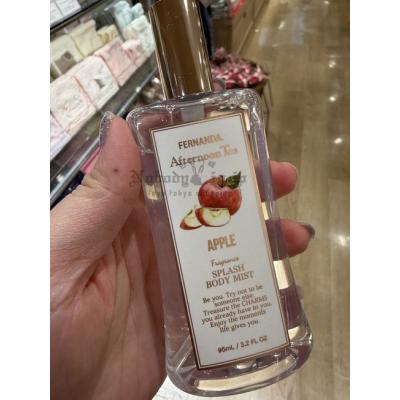 FERNANDA.
Afternoon Tea
APPLE
Fragrance
SPLASH
BODY MIST
Be you. Try not to be
someone else.
Treasure the CHARMS
you already have in you.
Enjoy the moments
life gives you.
95mL / 3.2 FL OZ